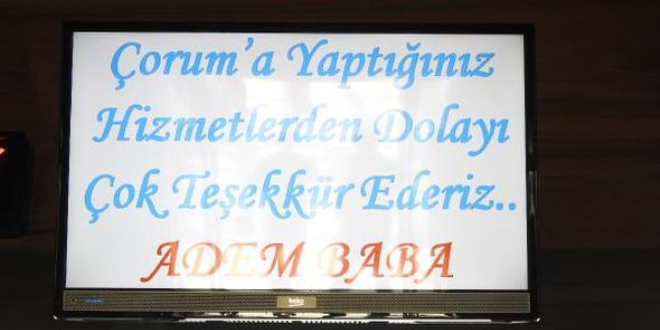 Çorum'a Yaptığınız
Hizmetlerden Dolayı
Çok Teşekkür Ederiz..
ADEM BABA
beko